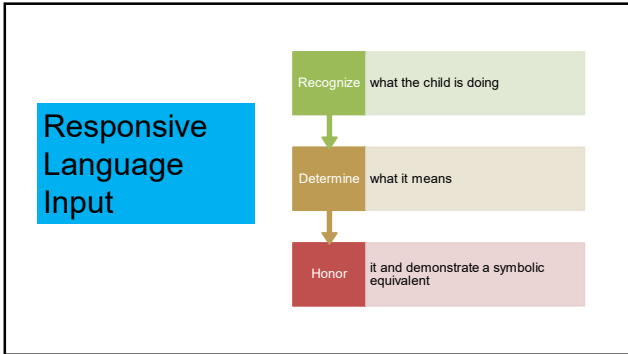 Responsive
Language
Input
Recognize
what the child is doing
Determine
what it means
Honor
it and demonstrate a symbolic
equivalent